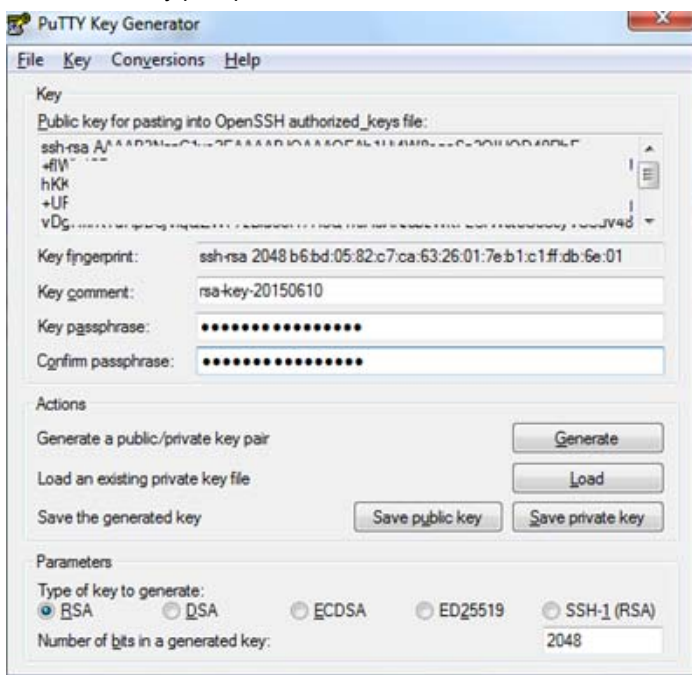 PuTTY Key Generator
File Key Conversions Help
Key
Public key for pasting into OpenSSH authorized_keys file:
ssh-rsa
hKK
+UF
Key fingerprint: ssh-rsa 2048 b6:bd:05:82:c7:ca:63:26:01:7e:b1:c1:ff:db:6e:01
Key comment: rsa-key-20150610
Key passphrase: ••••••••••••••••
Confirm passphrase: ••••••••••••••••
Actions
Generate a public/private key pair Generate
Load an existing private key file Load
Save the generated key Save public key Save private key
Parameters
Type of key to generate:
RSA DSA ECDSA ED25519 SSH-1 (RSA)
Number of bits in a generated key: 2048